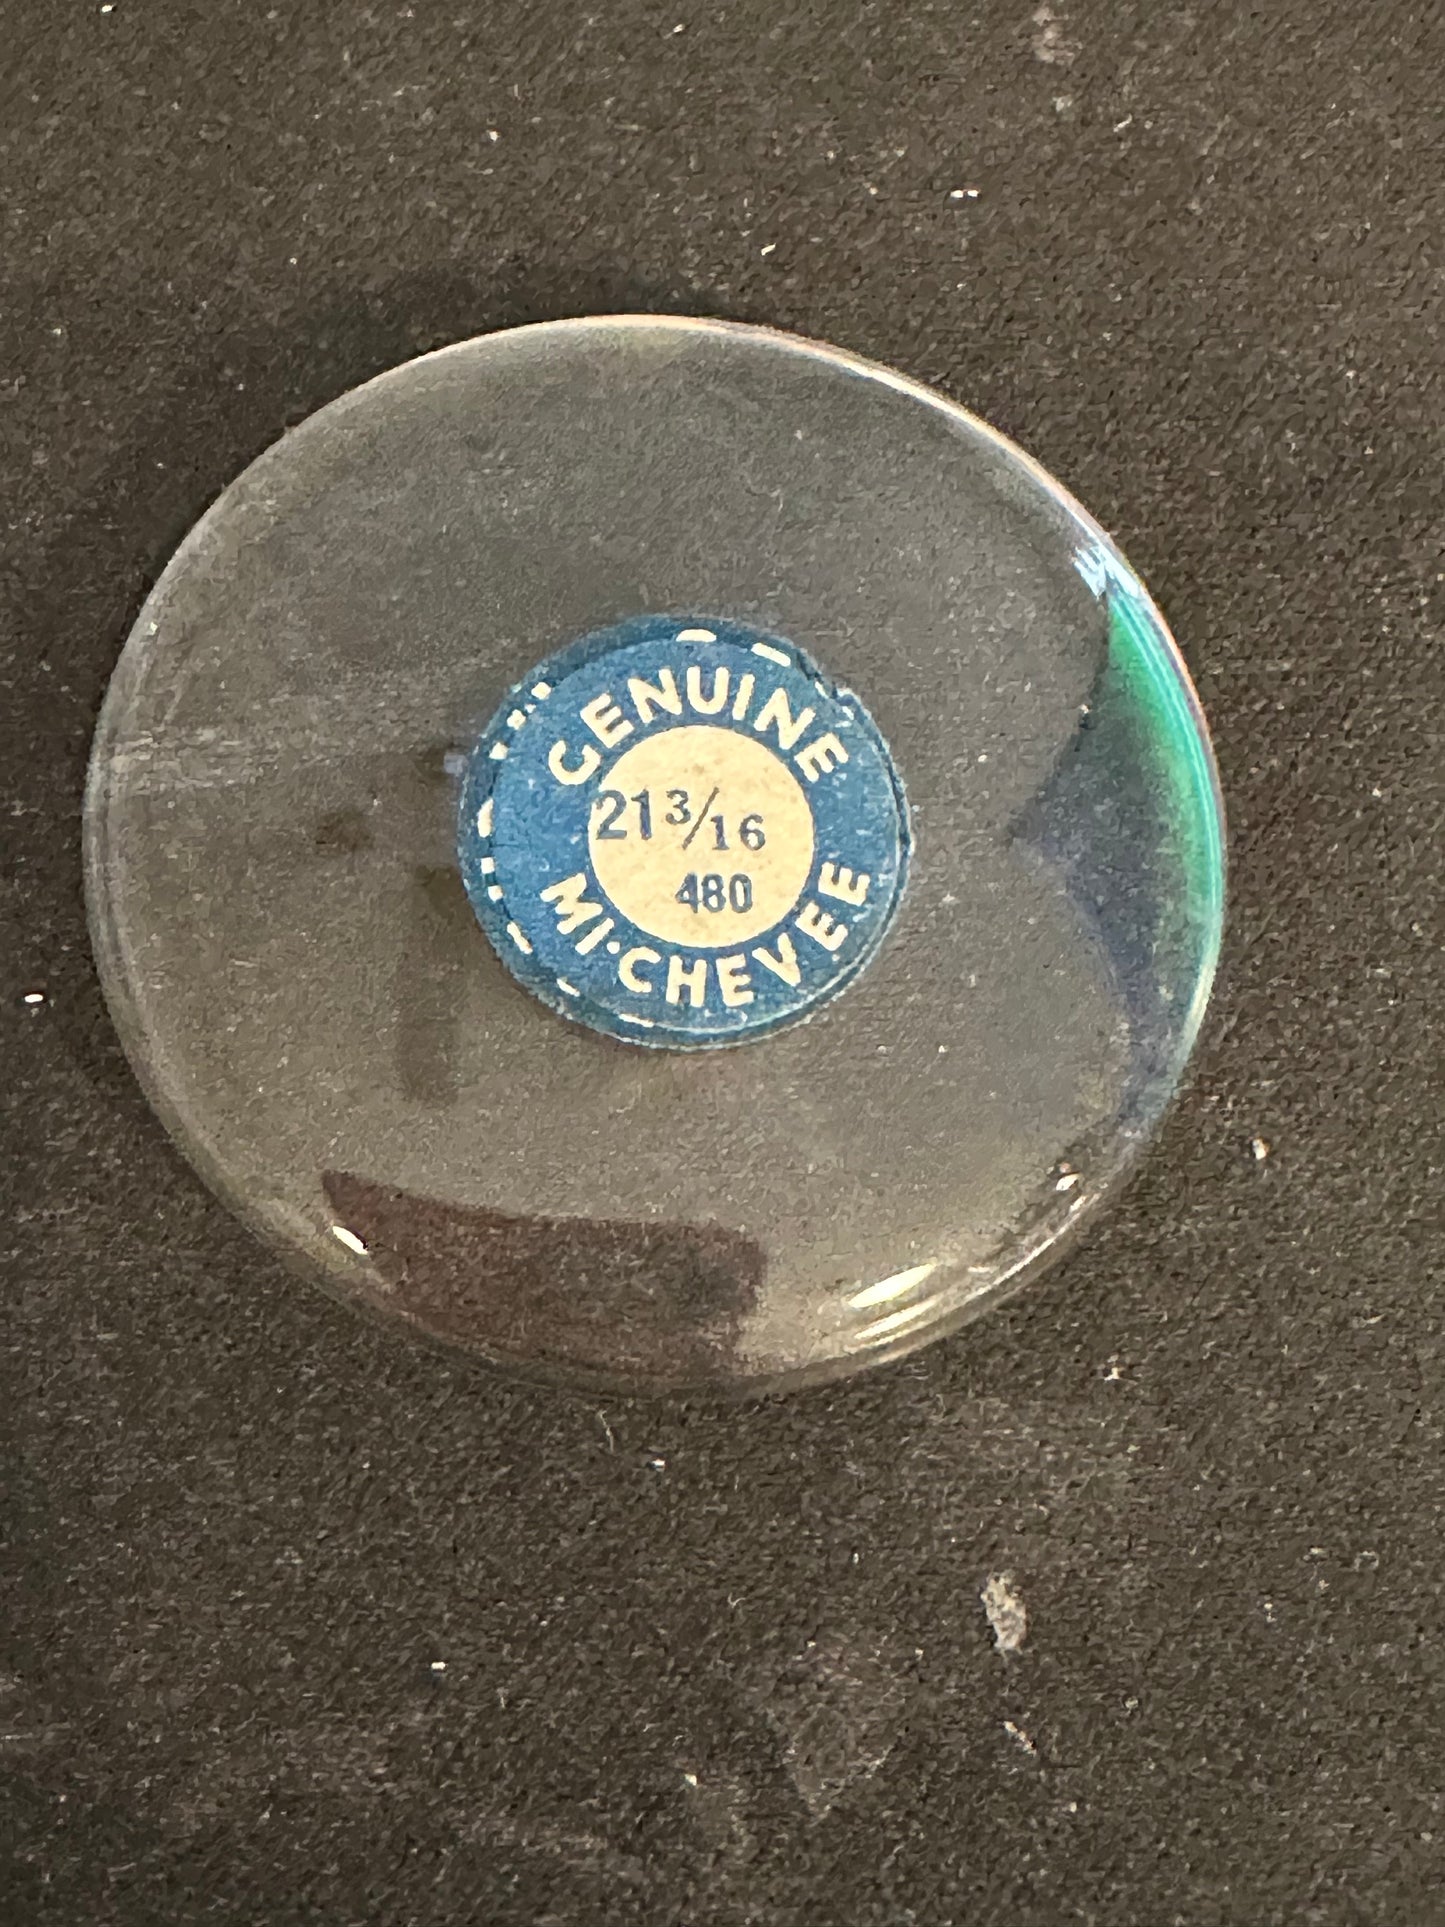 GENUINE
21 3/16
480
MI·CHEVEE